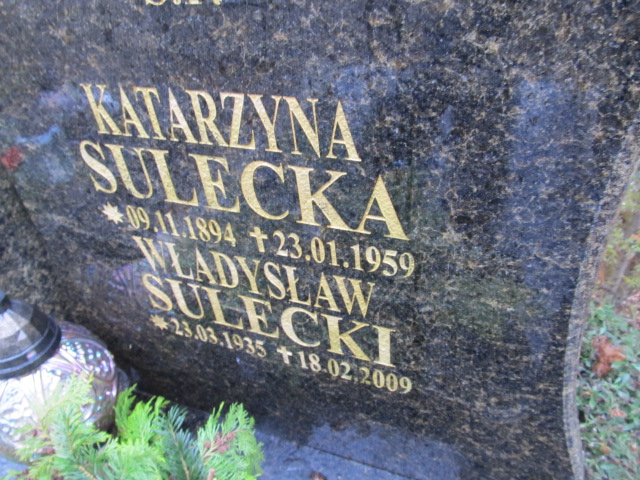 KATARZYNA
SULECKA
* 09.11.1894 ✝ 23.01.1959
WŁADYSŁAW
SULECKI
* 23.03.1935 ✝ 18.02.2009